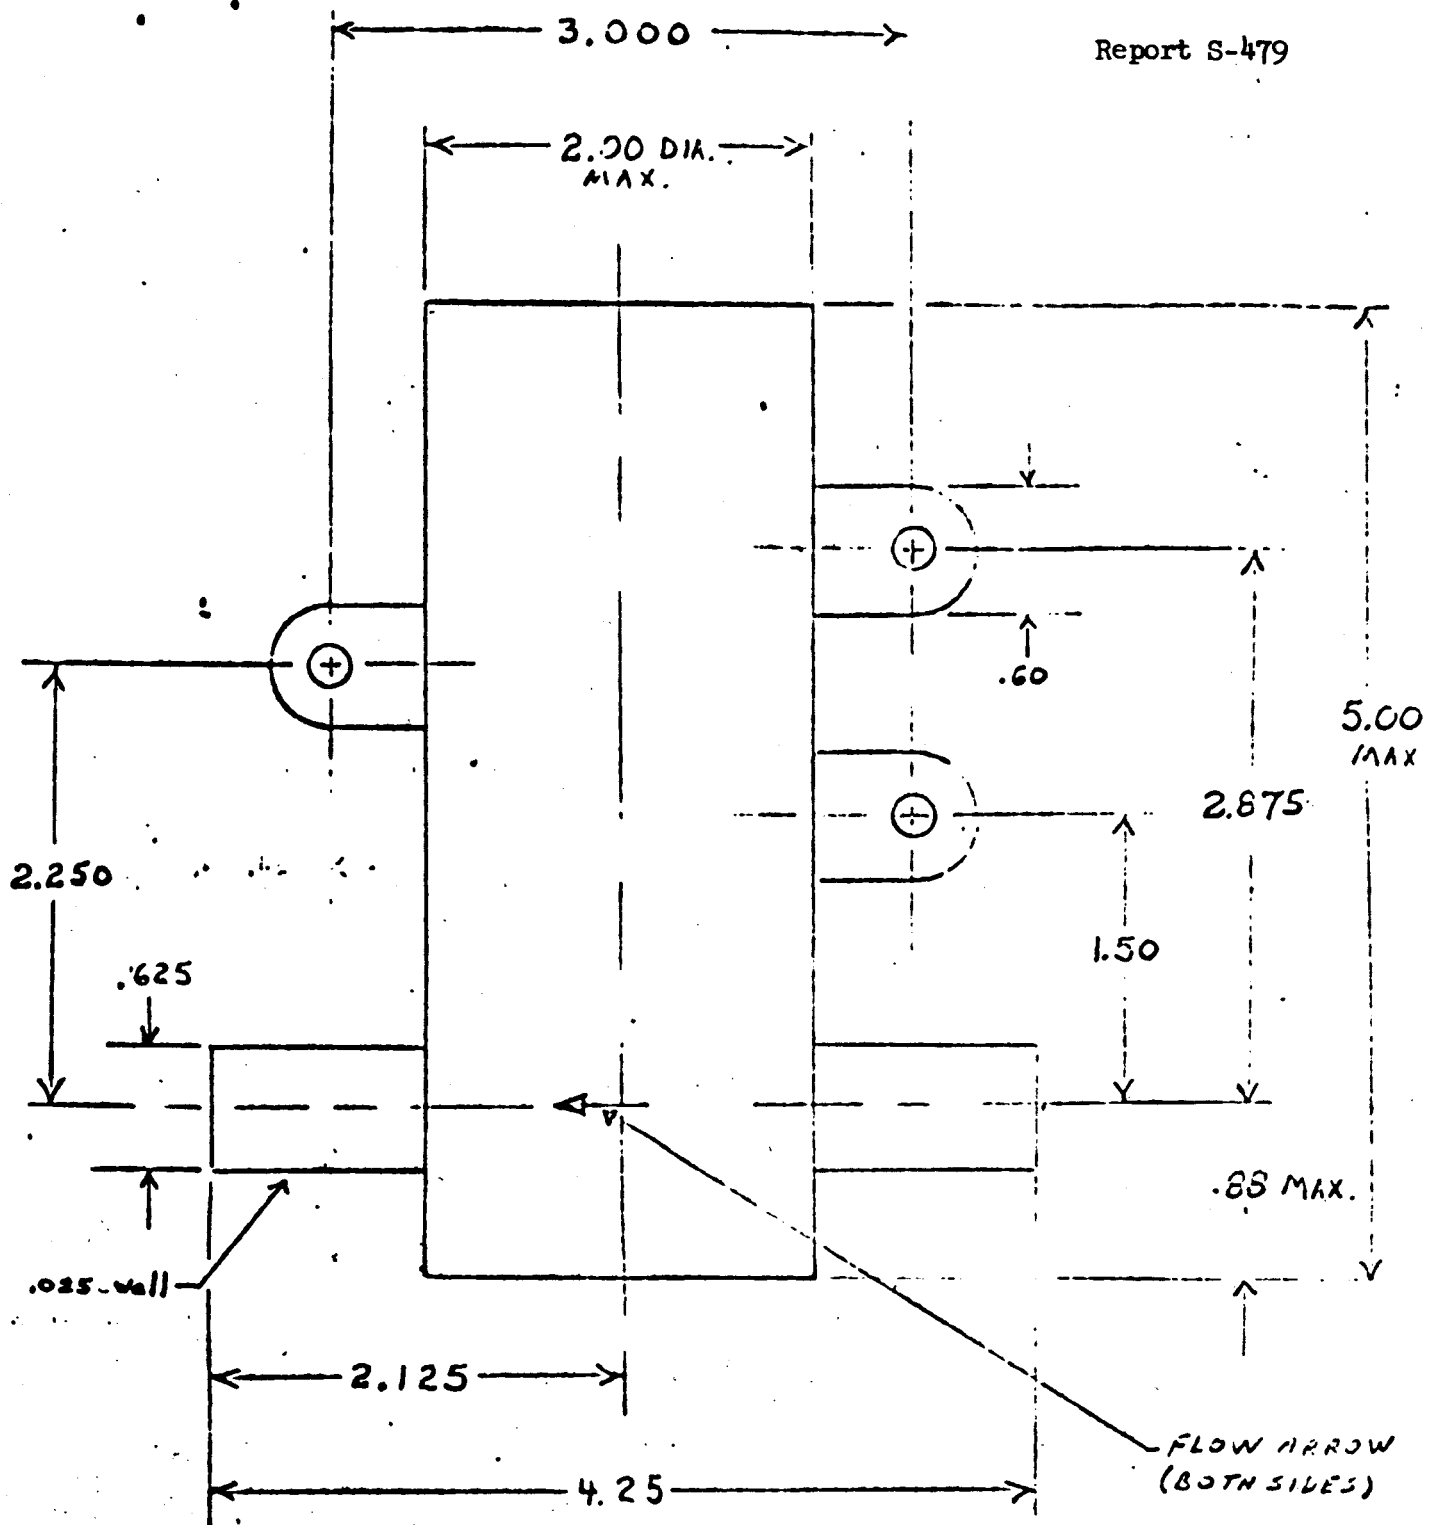 3.000
Report S-479
2.00 DIA.
MAX.
.60
5.00
MAX
2.875
2.250
1.50
.625
.88 MAX.
wall
2.125
FLOW ARROW
(BOTH SIDES)
4.25